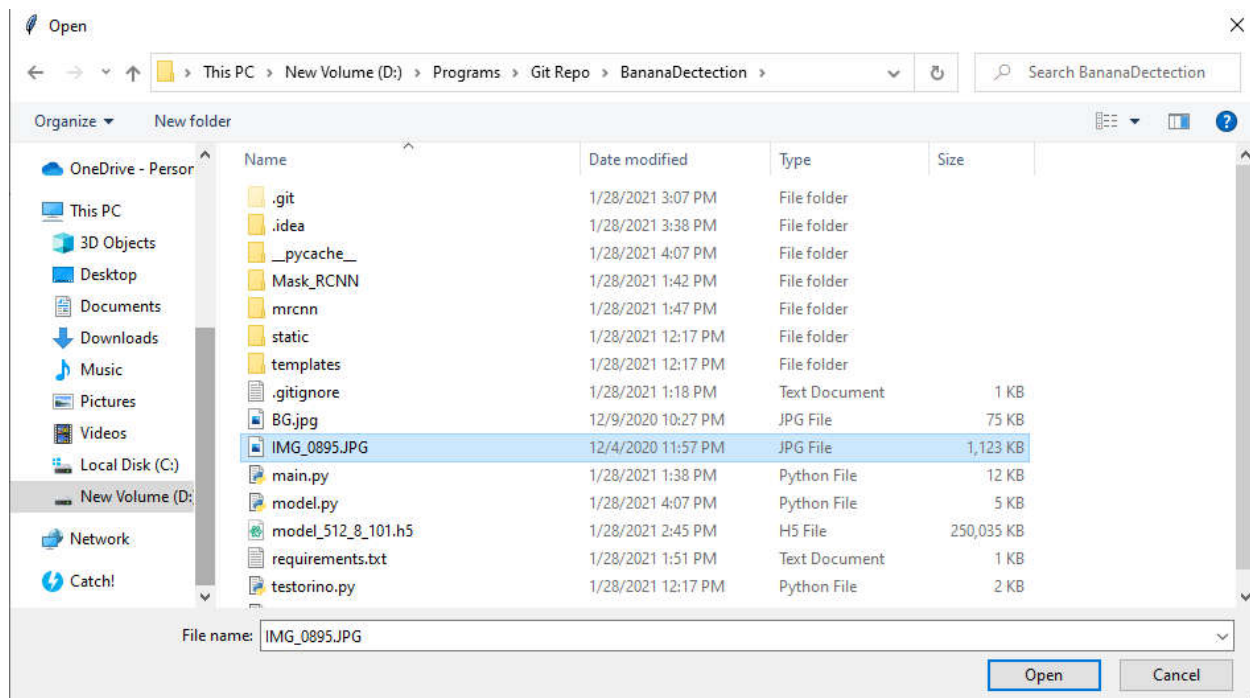 Open
This PC > New Volume (D:) > Programs > Git Repo > BananaDectection >
Search BananaDectection
Organize New folder
Name Date modified Type Size
OneDrive - Person
This PC
3D Objects
Desktop
Documents
Downloads
Music
Pictures
Videos
Local Disk (C:)
New Volume (D:
Network
Catch!
.git 1/28/2021 3:07 PM File folder
.idea 1/28/2021 3:38 PM File folder
__pycache__ 1/28/2021 4:07 PM File folder
Mask_RCNN 1/28/2021 1:42 PM File folder
mrcnn 1/28/2021 1:47 PM File folder
static 1/28/2021 12:17 PM File folder
templates 1/28/2021 12:17 PM File folder
.gitignore 1/28/2021 1:18 PM Text Document 1 KB
BG.jpg 12/9/2020 10:27 PM JPG File 75 KB
IMG_0895.JPG 12/4/2020 11:57 PM JPG File 1,123 KB
main.py 1/28/2021 1:38 PM Python File 12 KB
model.py 1/28/2021 4:07 PM Python File 5 KB
model_512_8_101.h5 1/28/2021 2:45 PM H5 File 250,035 KB
requirements.txt 1/28/2021 1:51 PM Text Document 1 KB
testorino.py 1/28/2021 12:17 PM Python File 2 KB
File name: IMG_0895.JPG
Open Cancel